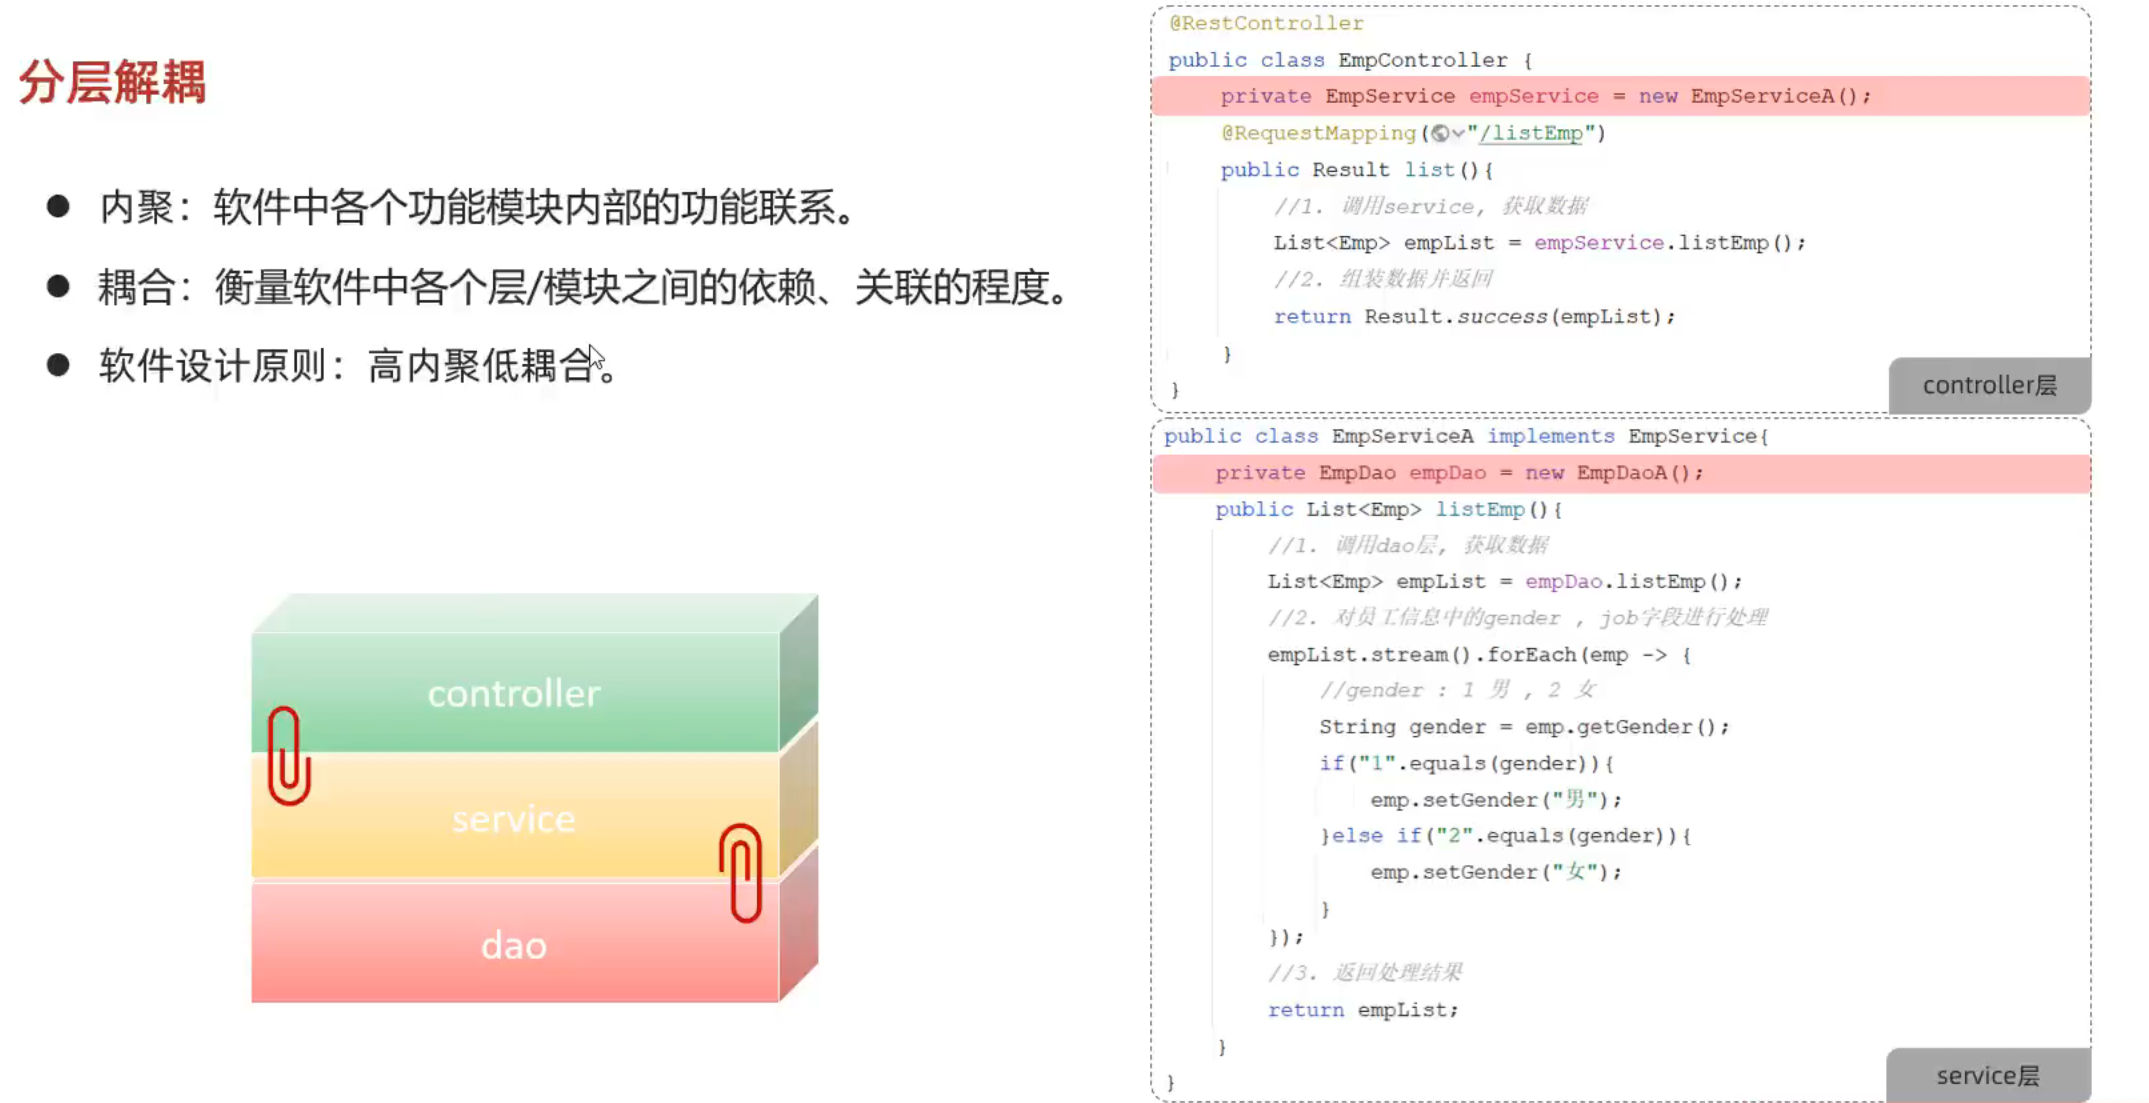 分层解耦
● 内聚：软件中各个功能模块内部的功能联系。
● 耦合：衡量软件中各个层/模块之间的依赖、关联的程度。
● 软件设计原则：高内聚低耦合。
controller
service
dao
@RestController
public class EmpController {
private EmpService empService = new EmpServiceA();
@RequestMapping("/listEmp")
public Result list(){
//1. 调用service, 获取数据
List<Emp> empList = empService.listEmp();
//2. 组装数据并返回
return Result.success(empList);
}
}
controller层
public class EmpServiceA implements EmpService{
private EmpDao empDao = new EmpDaoA();
public List<Emp> listEmp(){
//1. 调用dao层, 获取数据
List<Emp> empList = empDao.listEmp();
//2. 对员工信息中的gender , job字段进行处理
empList.stream().forEach(emp -> {
//gender : 1 男 , 2 女
String gender = emp.getGender();
if("1".equals(gender)){
emp.setGender("男");
}else if("2".equals(gender)){
emp.setGender("女");
}
});
//3. 返回处理结果
return empList;
}
}
service层